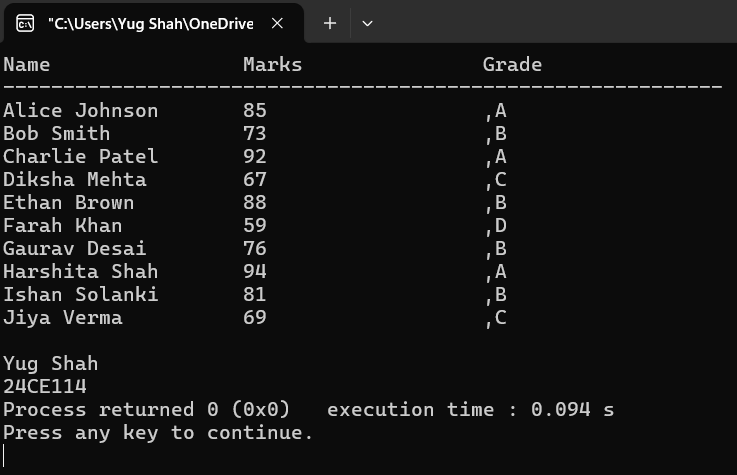 "C:\Users\Yug Shah\OneDrive
Name Marks Grade
------------------------------------------------------------
Alice Johnson 85 ,A
Bob Smith 73 ,B
Charlie Patel 92 ,A
Diksha Mehta 67 ,C
Ethan Brown 88 ,B
Farah Khan 59 ,D
Gaurav Desai 76 ,B
Harshita Shah 94 ,A
Ishan Solanki 81 ,B
Jiya Verma 69 ,C
Yug Shah
24CE114
Process returned 0 (0x0) execution time : 0.094 s
Press any key to continue.